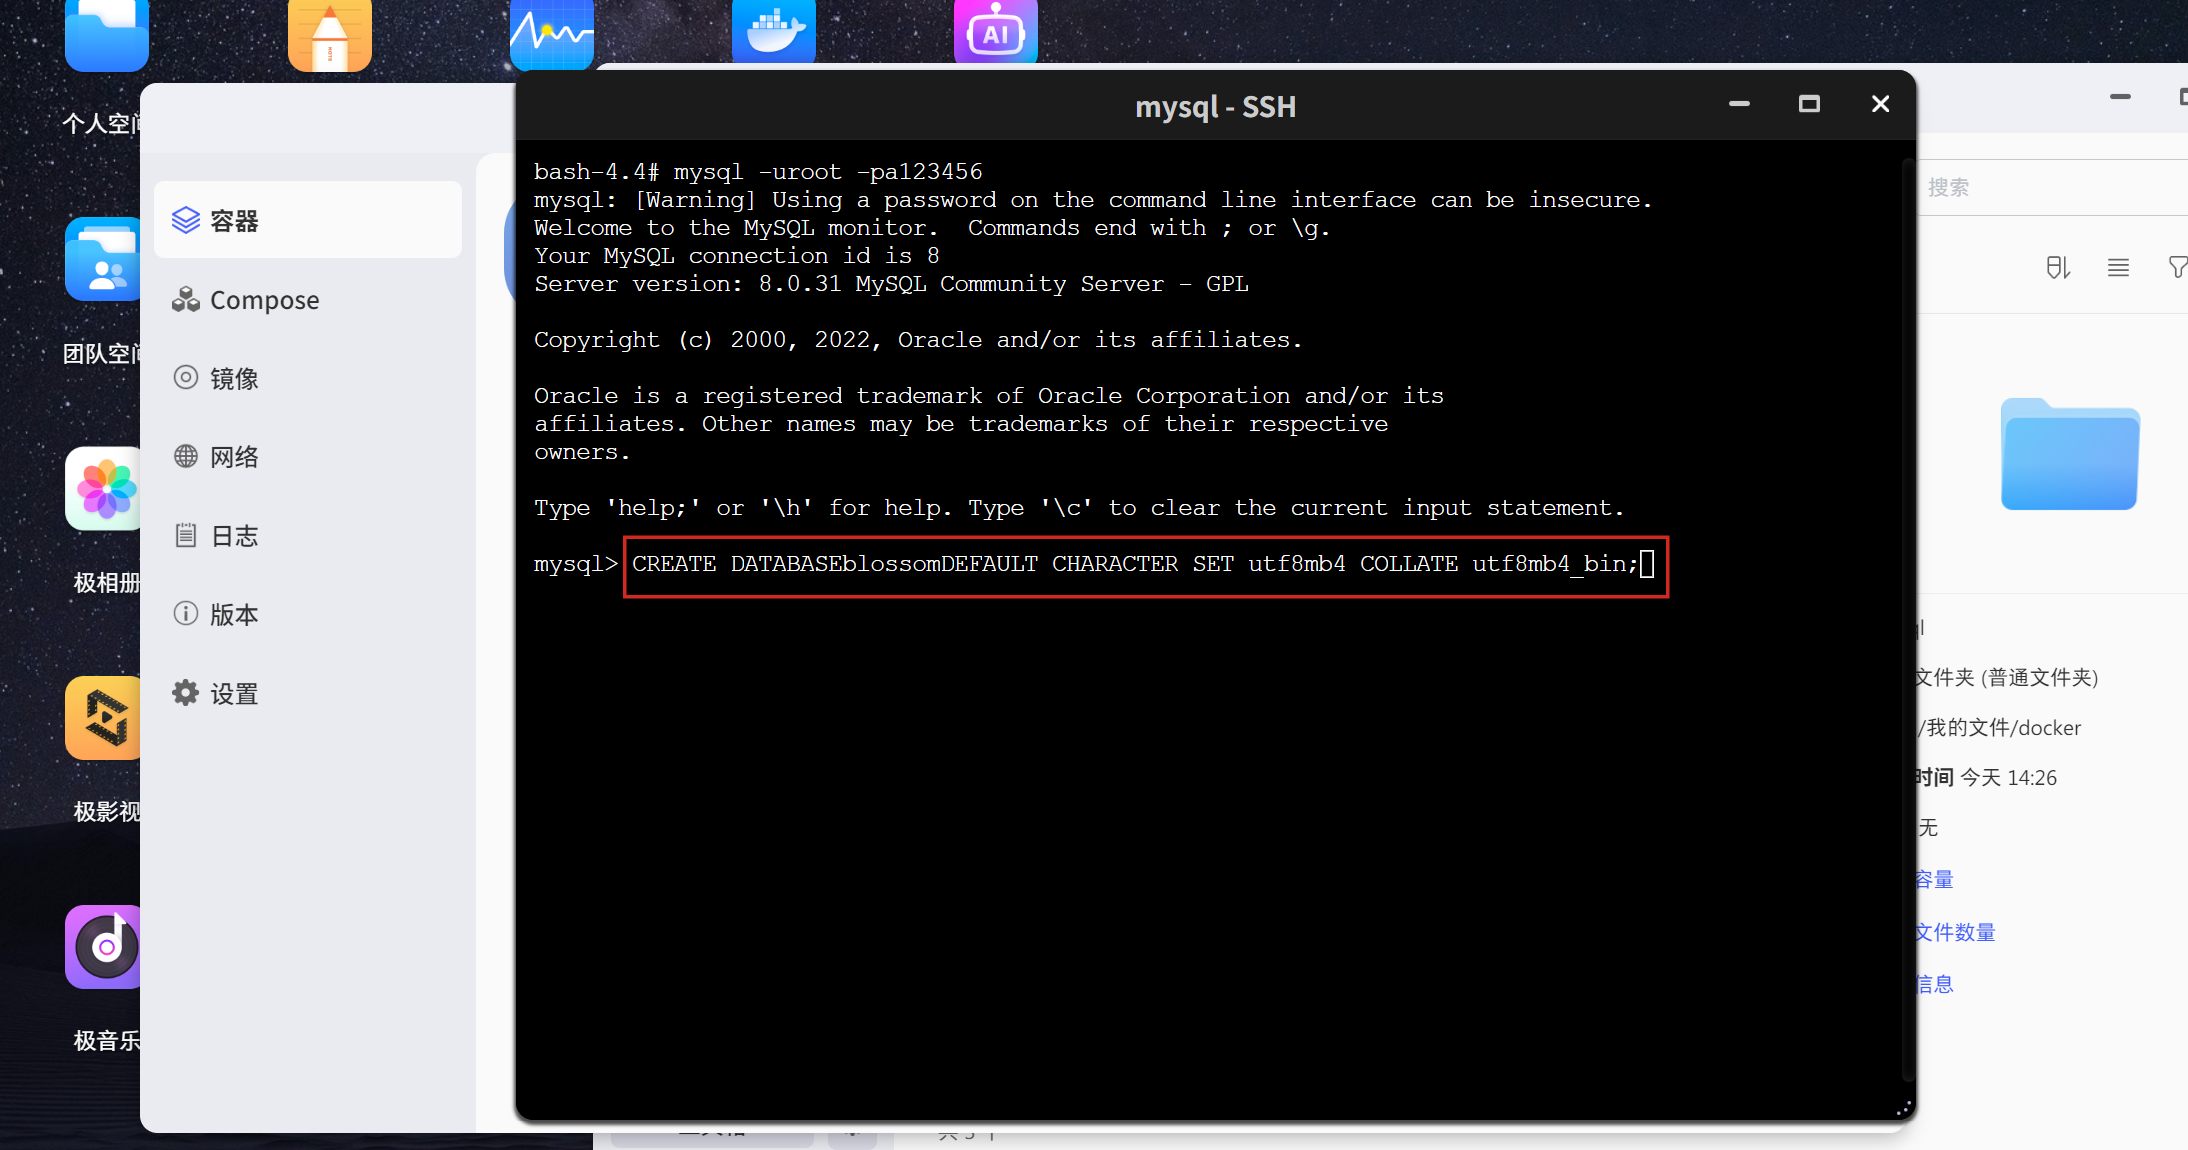 AI
个人空间
mysql - SSH
搜索
容器
Compose
镜像
网络
日志
版本
设置
团队空间
极相册
极影视
极音乐
bash-4.4# mysql -uroot -pa123456
mysql: [Warning] Using a password on the command line interface can be insecure.
Welcome to the MySQL monitor.  Commands end with ; or \g.
Your MySQL connection id is 8
Server version: 8.0.31 MySQL Community Server - GPL
Copyright (c) 2000, 2022, Oracle and/or its affiliates.
Oracle is a registered trademark of Oracle Corporation and/or its
affiliates. Other names may be trademarks of their respective
owners.
Type 'help;' or '\h' for help. Type '\c' to clear the current input statement.
mysql> CREATE DATABASEblossomDEFAULT CHARACTER SET utf8mb4 COLLATE utf8mb4_bin;
文件夹 (普通文件夹)
/我的文件/docker
时间 今天 14:26
无
容量
文件数量
信息